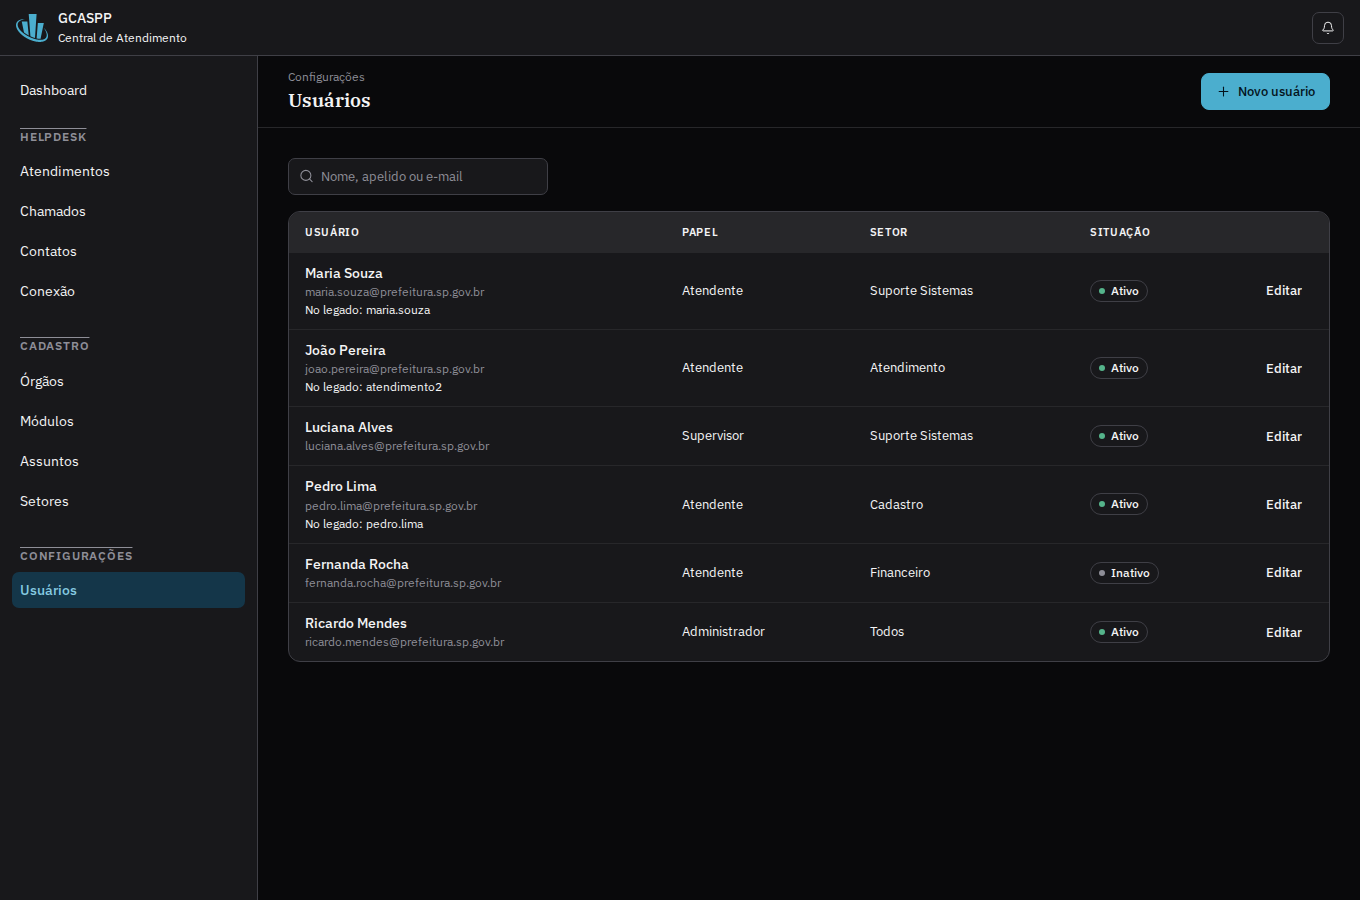 GCASPP
Central de Atendimento
Dashboard
HELPDESK
Atendimentos
Chamados
Contatos
Conexão
CADASTRO
Órgãos
Módulos
Assuntos
Setores
CONFIGURAÇÕES
Usuários
Configurações
Usuários
Novo usuário
Nome, apelido ou e-mail
USUÁRIO PAPEL SETOR SITUAÇÃO
Maria Souza
maria.souza@prefeitura.sp.gov.br
No legado: maria.souza
Atendente Suporte Sistemas Ativo Editar
João Pereira
joao.pereira@prefeitura.sp.gov.br
No legado: atendimento2
Atendente Atendimento Ativo Editar
Luciana Alves
luciana.alves@prefeitura.sp.gov.br
Supervisor Suporte Sistemas Ativo Editar
Pedro Lima
pedro.lima@prefeitura.sp.gov.br
No legado: pedro.lima
Atendente Cadastro Ativo Editar
Fernanda Rocha
fernanda.rocha@prefeitura.sp.gov.br
Atendente Financeiro Inativo Editar
Ricardo Mendes
ricardo.mendes@prefeitura.sp.gov.br
Administrador Todos Ativo Editar